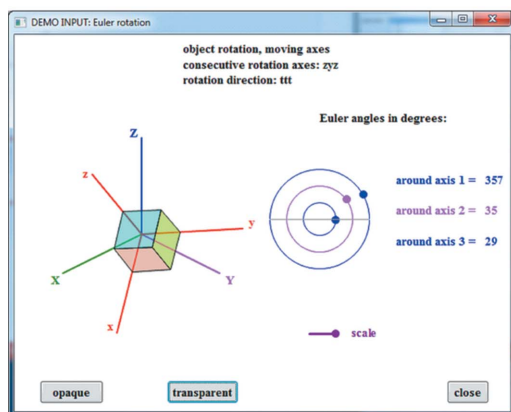 DEMO INPUT: Euler rotation
object rotation, moving axes
consecutive rotation axes: zyz
rotation direction: ttt
Euler angles in degrees:
Z
z
y
X
Y
x
around axis 1 = 357
around axis 2 = 35
around axis 3 = 29
scale
opaque
transparent
close